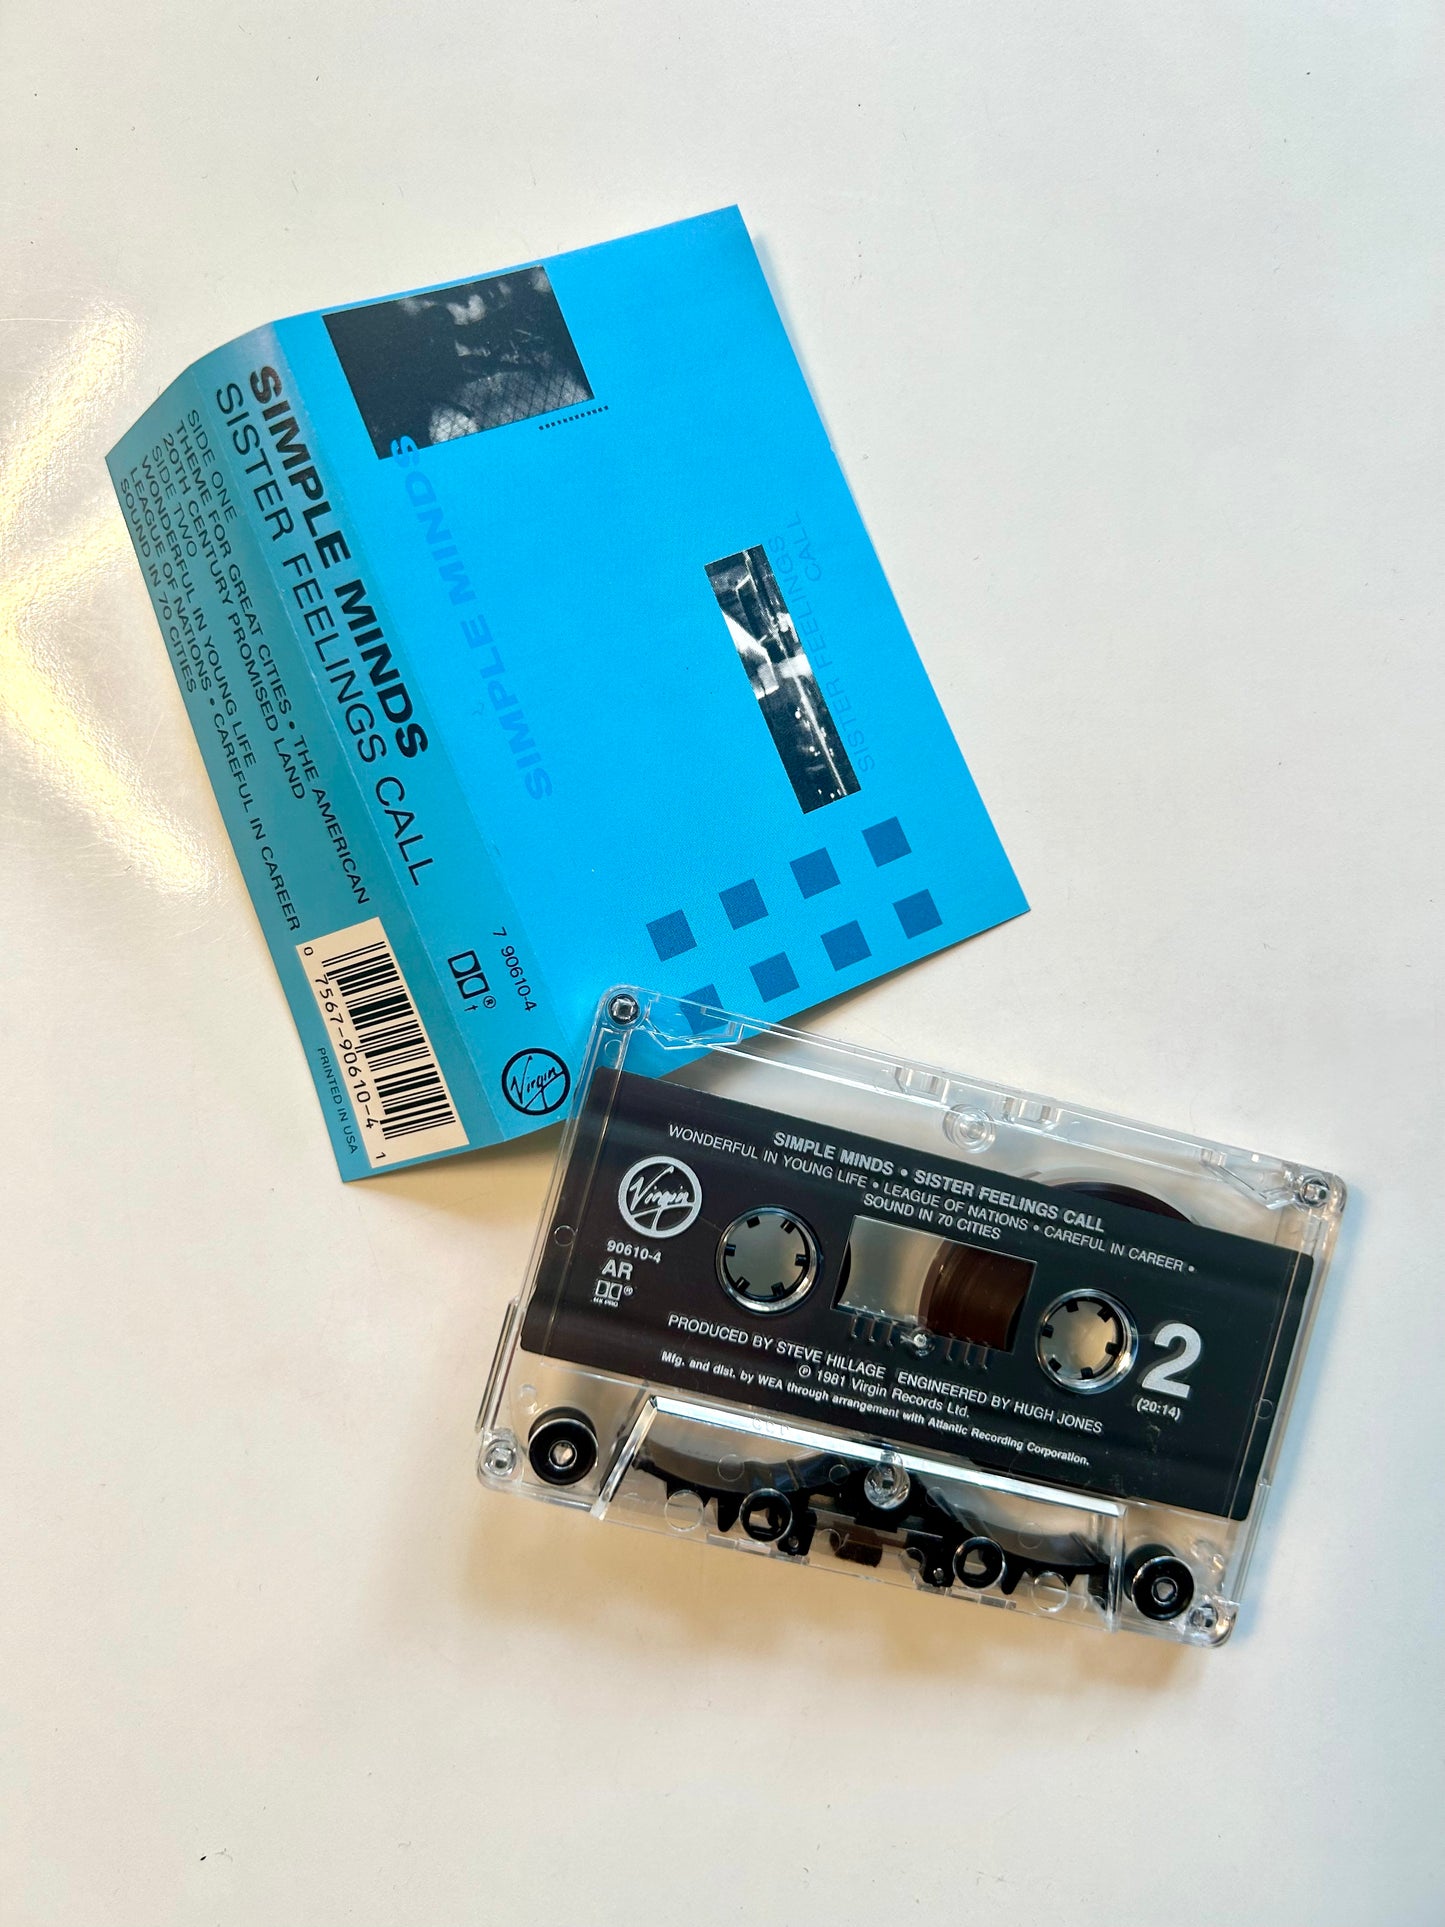 SIMPLE MINDS
SISTER FEELINGS
CALL
SIMPLE MINDS
SISTER FEELINGS CALL
7 90610-4
® t
Virgin
SIDE ONE
THEME FOR GREAT CITIES • THE AMERICAN
20TH CENTURY PROMISED LAND
SIDE TWO
WONDERFUL IN YOUNG LIFE
LEAGUE OF NATIONS • CAREFUL IN CAREER
SOUND IN 70 CITIES
0 7567-90610-4 1
PRINTED IN USA
SIMPLE MINDS • SISTER FEELINGS CALL
WONDERFUL IN YOUNG LIFE • LEAGUE OF NATIONS • CAREFUL IN CAREER •
SOUND IN 70 CITIES
Virgin
90610-4
AR
®
HX PRO
2
(20:14)
PRODUCED BY STEVE HILLAGE ENGINEERED BY HUGH JONES
℗ 1981 Virgin Records Ltd.
Mfg. and dist. by WEA through arrangement with Atlantic Recording Corporation.